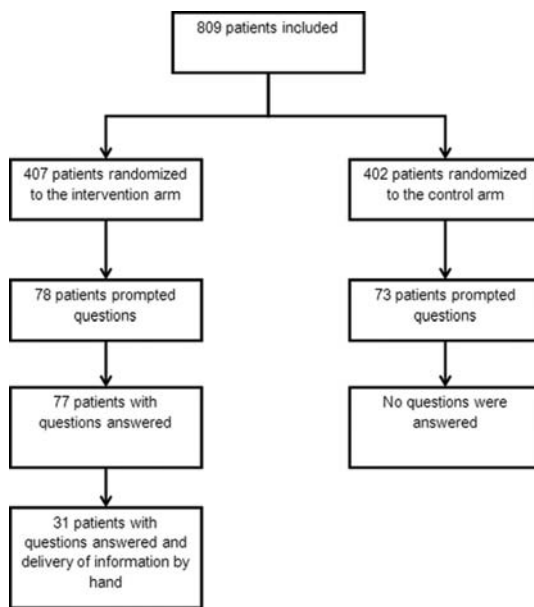 809 patients included
407 patients randomized
to the intervention arm
402 patients randomized
to the control arm
78 patients prompted
questions
73 patients prompted
questions
77 patients with
questions answered
No questions were
answered
31 patients with
questions answered and
delivery of information by
hand